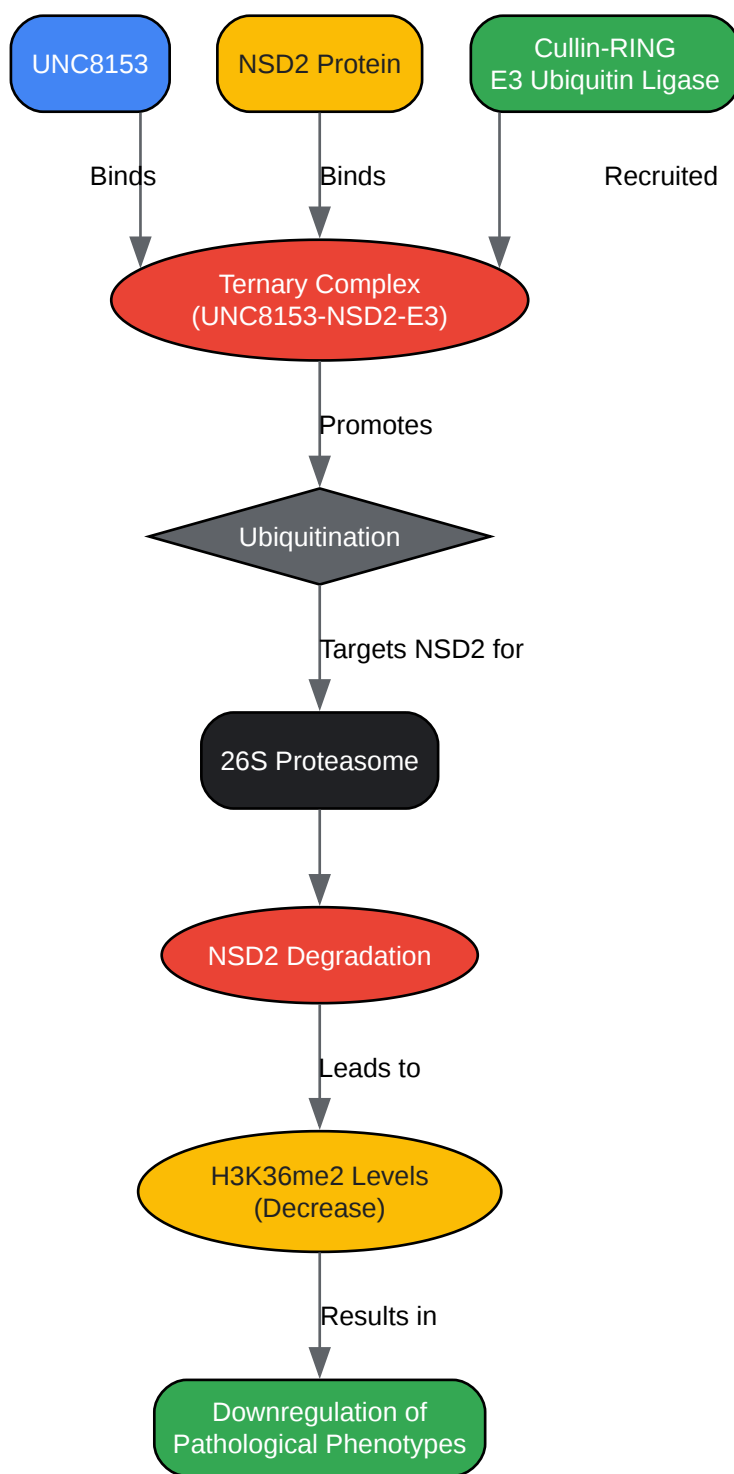 UNC8153
NSD2 Protein
Cullin-RING
E3 Ubiquitin Ligase
Binds
Binds
Recruited
Ternary Complex
(UNC8153-NSD2-E3)
Promotes
Ubiquitination
Targets NSD2 for
26S Proteasome
NSD2 Degradation
Leads to
H3K36me2 Levels
(Decrease)
Results in
Downregulation of
Pathological Phenotypes